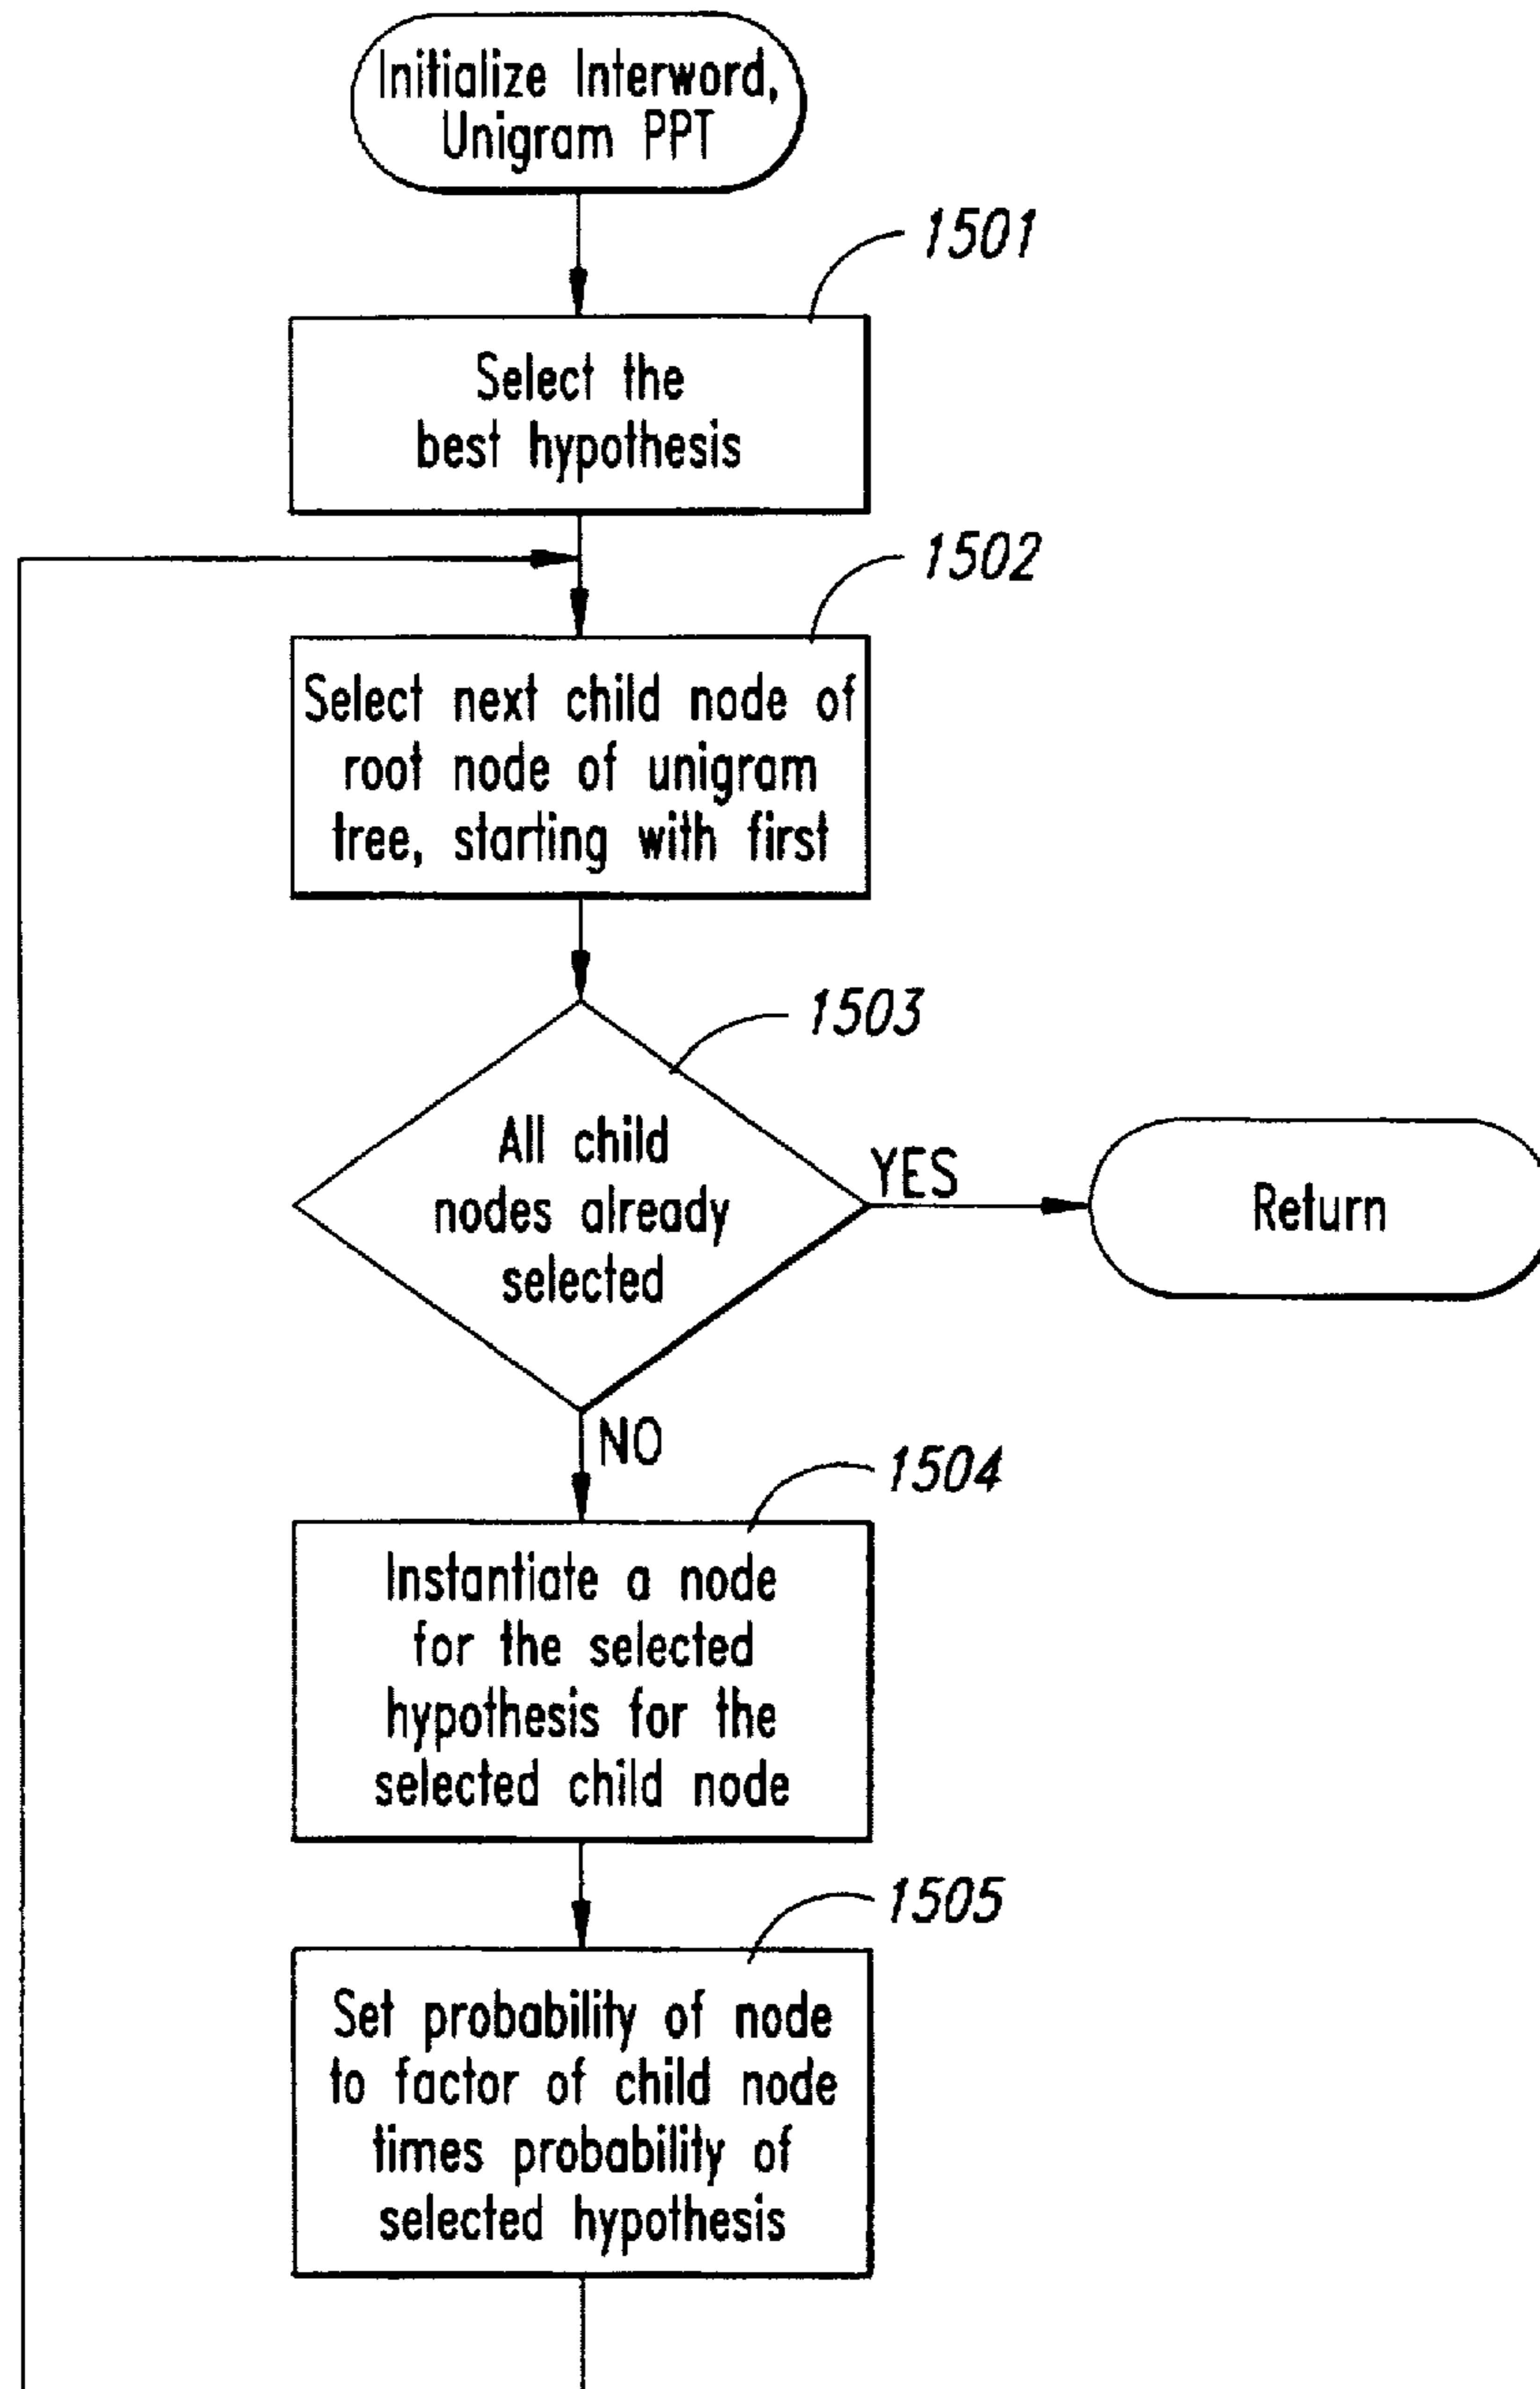 Initialize Interword,
Unigram PPT
1501
Select the
best hypothesis
1502
Select next child node of
root node of unigram
tree, starting with first
1503
All child
nodes already
selected
YES
Return
NO
1504
Instantiate a node
for the selected
hypothesis for the
selected child node
1505
Set probability of node
to factor of child node
times probability of
selected hypothesis